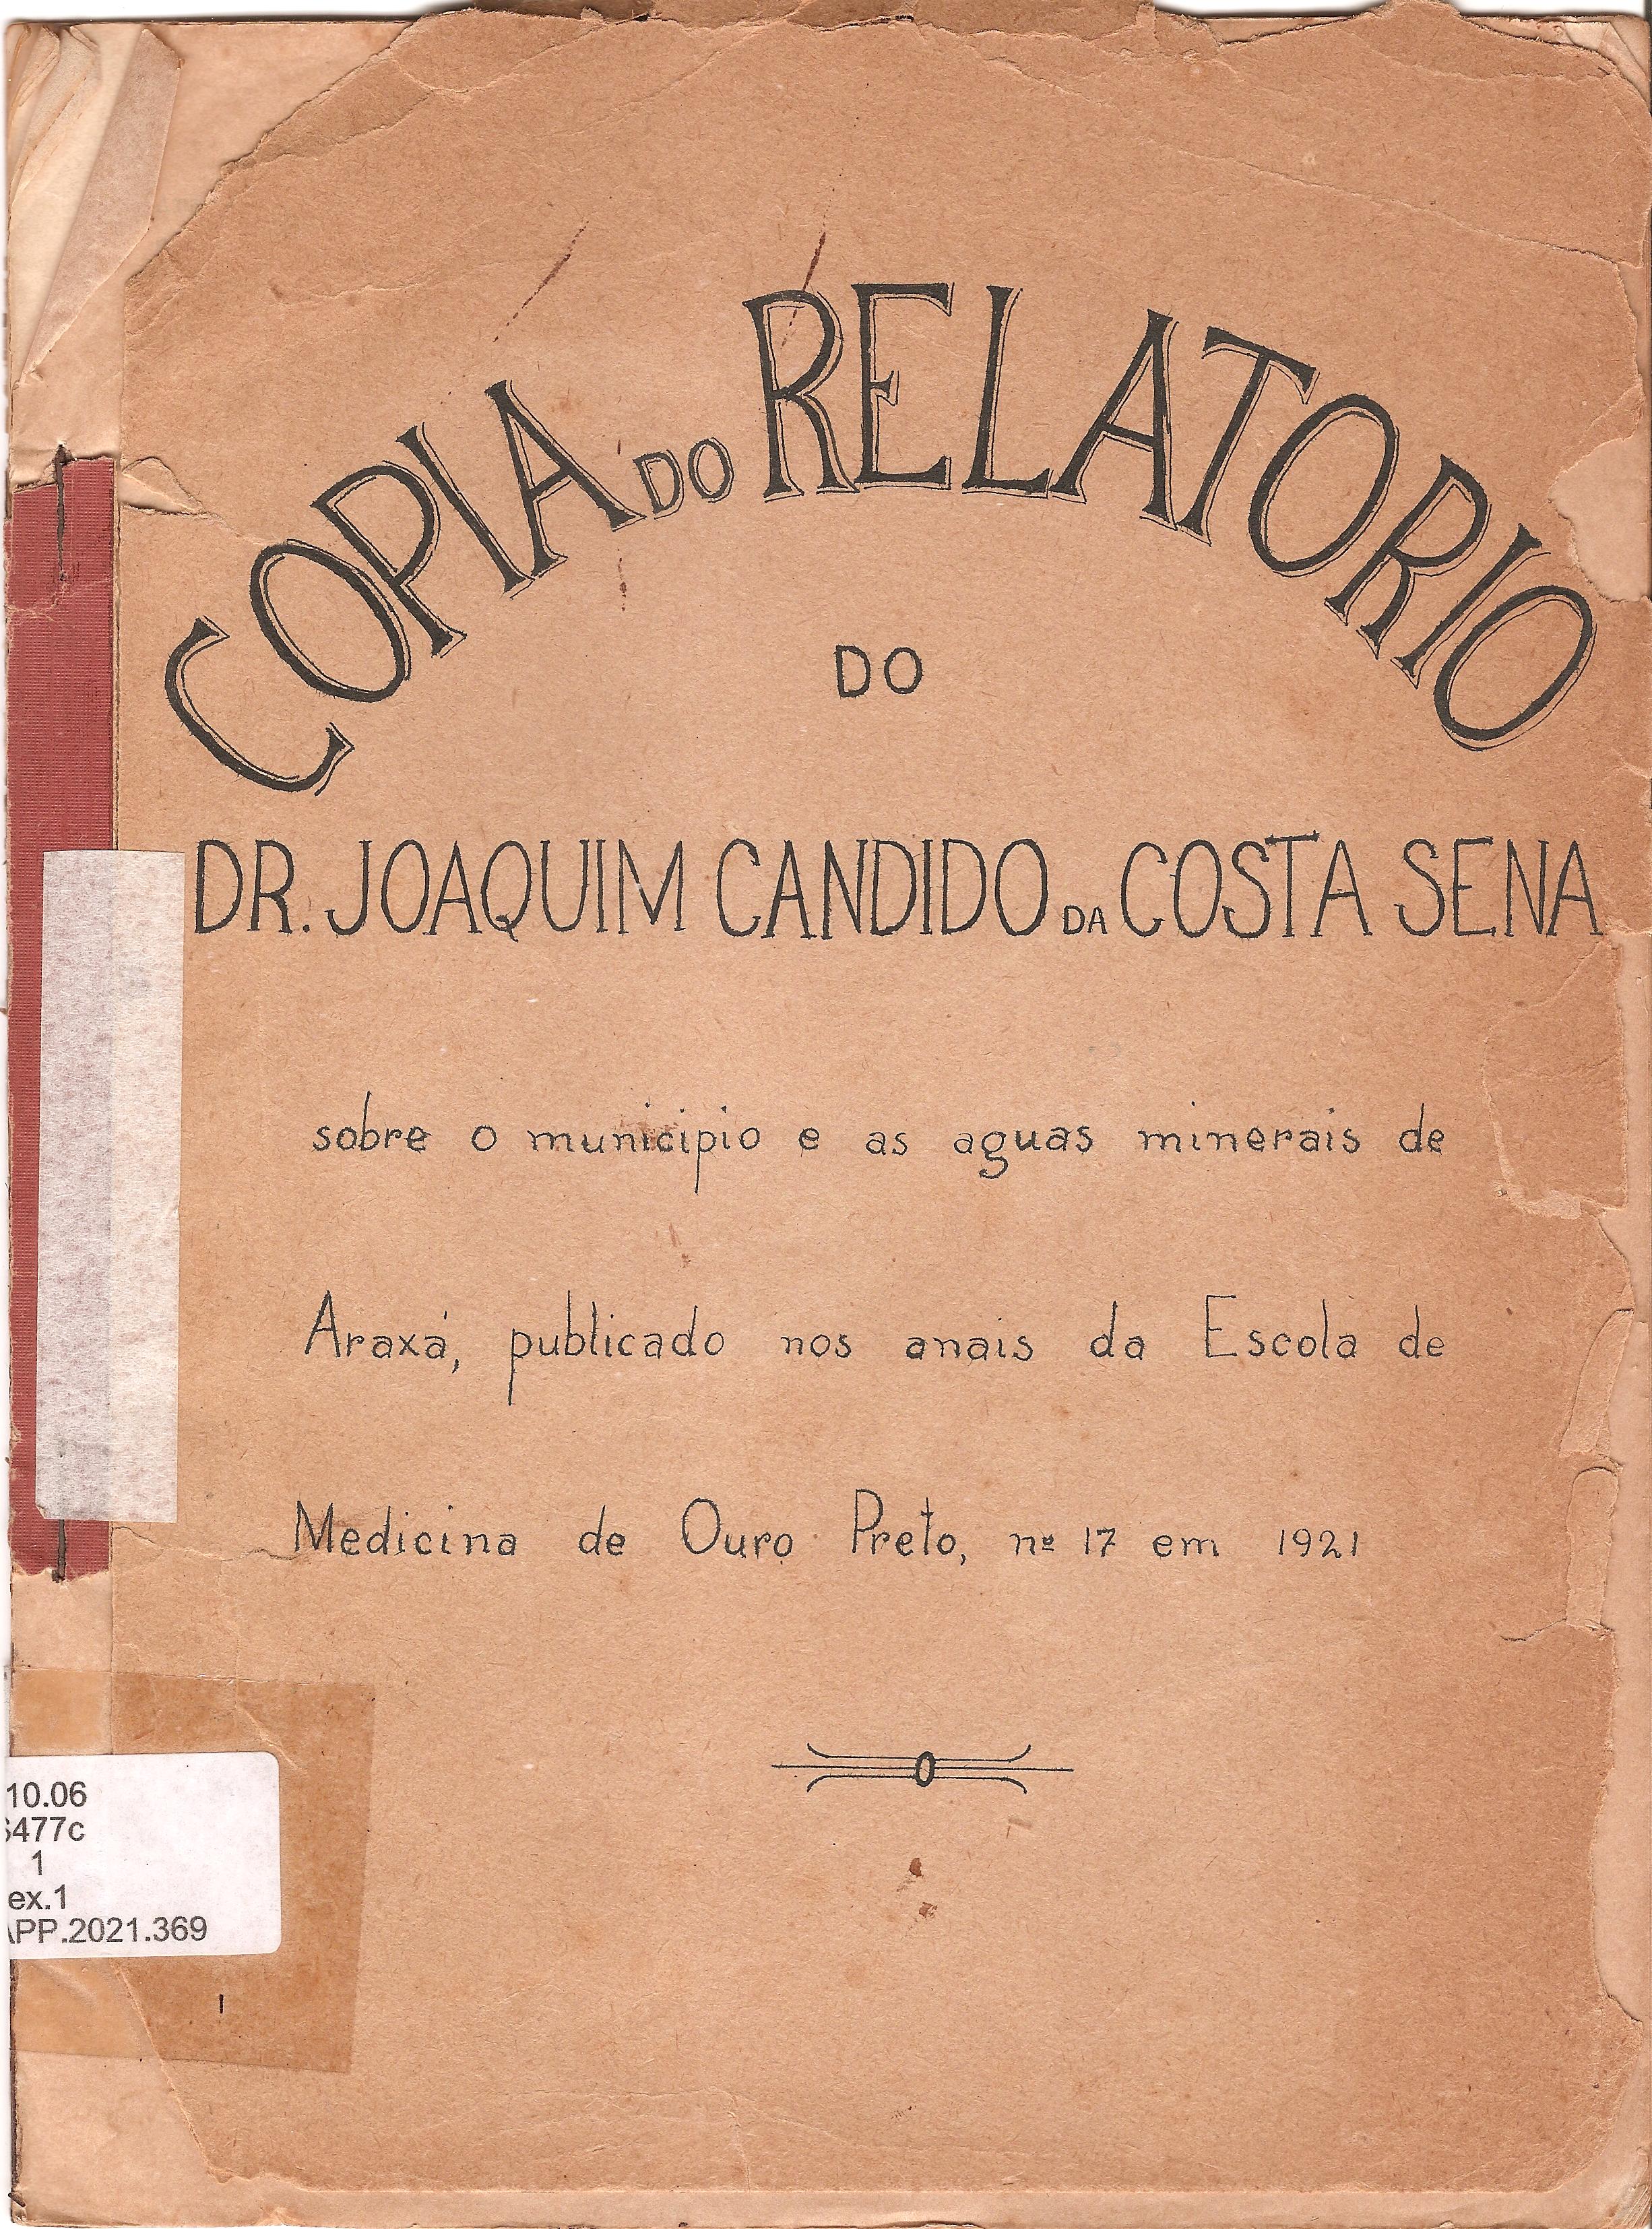 COPIA DO RELATORIO
DO
DR. JOAQUIM CANDIDO DA COSTA SENA
sobre o municipio e as aguas minerais de
Araxá, publicado nos anais da Escola de
Medicina de Ouro Preto, nº 17 em 1921
10.06
S477c
1
ex.1
APP.2021.369